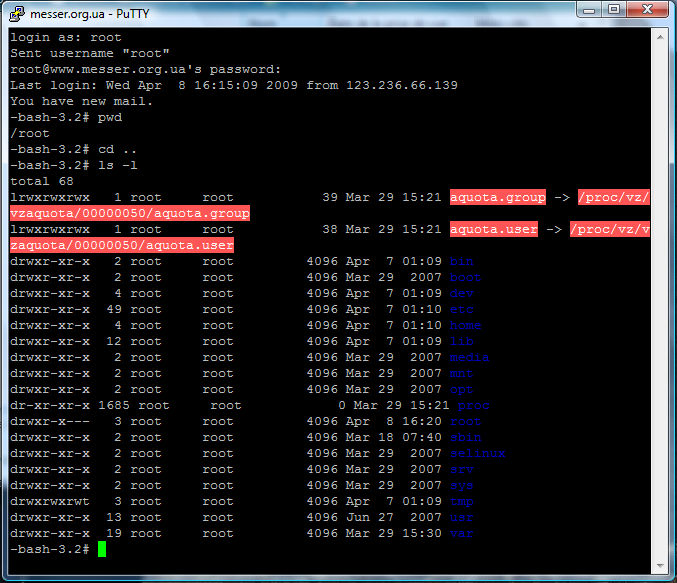 messer.org.ua - PuTTY
login as: root
Sent username "root"
root@www.messer.org.ua's password:
Last login: Wed Apr  8 16:15:09 2009 from 123.236.66.139
You have new mail.
-bash-3.2# pwd
/root
-bash-3.2# cd ..
-bash-3.2# ls -l
total 68
lrwxrwxrwx   1 root     root           39 Mar 29 15:21 aquota.group -> /proc/vz/
vzaquota/00000050/aquota.group
lrwxrwxrwx   1 root     root           38 Mar 29 15:21 aquota.user -> /proc/vz/v
zaquota/00000050/aquota.user
drwxr-xr-x   2 root     root         4096 Apr  7 01:09 bin
drwxr-xr-x   2 root     root         4096 Mar 29  2007 boot
drwxr-xr-x   4 root     root         4096 Apr  7 01:09 dev
drwxr-xr-x  49 root     root         4096 Apr  7 01:10 etc
drwxr-xr-x   4 root     root         4096 Apr  7 01:10 home
drwxr-xr-x  12 root     root         4096 Apr  7 01:09 lib
drwxr-xr-x   2 root     root         4096 Mar 29  2007 media
drwxr-xr-x   2 root     root         4096 Mar 29  2007 mnt
drwxr-xr-x   2 root     root         4096 Mar 29  2007 opt
dr-xr-xr-x 1685 root     root            0 Mar 29 15:21 proc
drwxr-x---   3 root     root         4096 Apr  8 16:20 root
drwxr-xr-x   2 root     root         4096 Mar 18 07:40 sbin
drwxr-xr-x   2 root     root         4096 Mar 29  2007 selinux
drwxr-xr-x   2 root     root         4096 Mar 29  2007 srv
drwxr-xr-x   2 root     root         4096 Mar 29  2007 sys
drwxrwxrwt   3 root     root         4096 Apr  7 01:09 tmp
drwxr-xr-x  13 root     root         4096 Jun 27  2007 usr
drwxr-xr-x  19 root     root         4096 Mar 29 15:30 var
-bash-3.2#